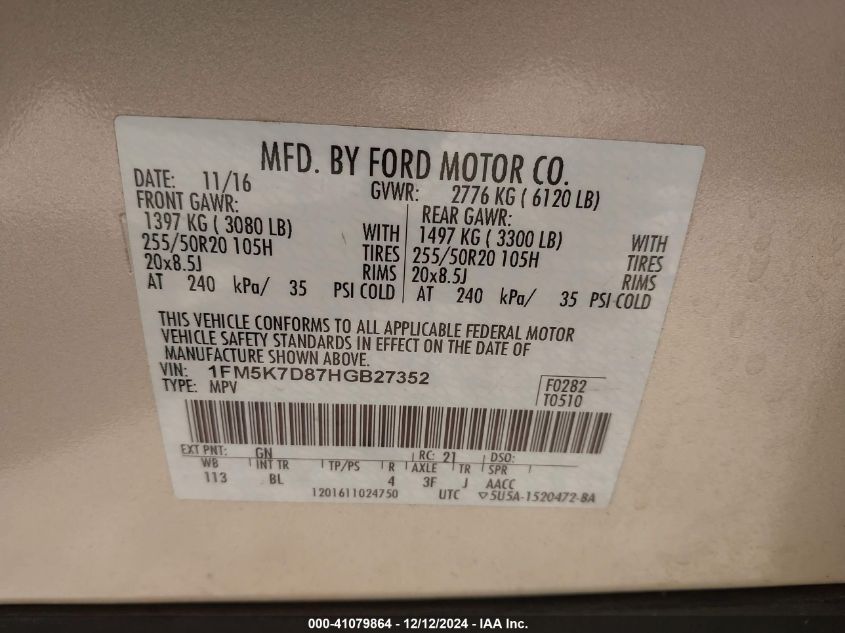 MFD. BY FORD MOTOR CO.
DATE: 11/16 GVWR: 2776 KG ( 6120 LB)
FRONT GAWR: REAR GAWR:
1397 KG ( 3080 LB) WITH 1497 KG ( 3300 LB) WITH
255/50R20 105H TIRES 255/50R20 105H TIRES
20x8.5J RIMS 20x8.5J RIMS
AT 240 kPa/ 35 PSI COLD AT 240 kPa/ 35 PSI COLD
THIS VEHICLE CONFORMS TO ALL APPLICABLE FEDERAL MOTOR
VEHICLE SAFETY STANDARDS IN EFFECT ON THE DATE OF
MANUFACTURE SHOWN ABOVE.
VIN: 1FM5K7D87HGB27352
TYPE: MPV
F0282
T0510
EXT PNT: GN RC: 21 DSO:
WB INT TR TP/PS R AXLE TR SPR
113 BL 4 3F J AACC
1201611024750 UTC ▽5U5A-1520472-BA
000-41079864 - 12/12/2024 - IAA Inc.